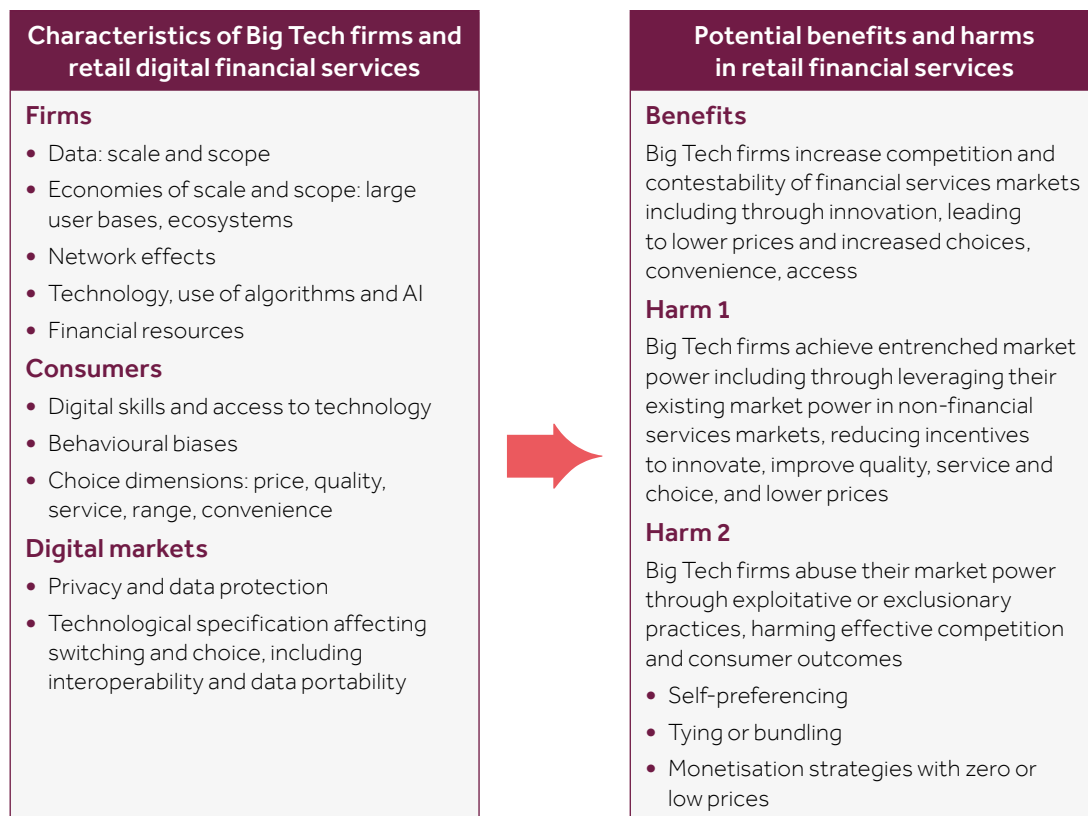 Characteristics of Big Tech firms and
retail digital financial services
Firms
• Data: scale and scope
• Economies of scale and scope: large
user bases, ecosystems
• Network effects
• Technology, use of algorithms and AI
• Financial resources
Consumers
• Digital skills and access to technology
• Behavioural biases
• Choice dimensions: price, quality,
service, range, convenience
Digital markets
• Privacy and data protection
• Technological specification affecting
switching and choice, including
interoperability and data portability
Potential benefits and harms
in retail financial services
Benefits
Big Tech firms increase competition and
contestability of financial services markets
including through innovation, leading
to lower prices and increased choices,
convenience, access
Harm 1
Big Tech firms achieve entrenched market
power including through leveraging their
existing market power in non-financial
services markets, reducing incentives
to innovate, improve quality, service and
choice, and lower prices
Harm 2
Big Tech firms abuse their market power
through exploitative or exclusionary
practices, harming effective competition
and consumer outcomes
• Self-preferencing
• Tying or bundling
• Monetisation strategies with zero or
low prices